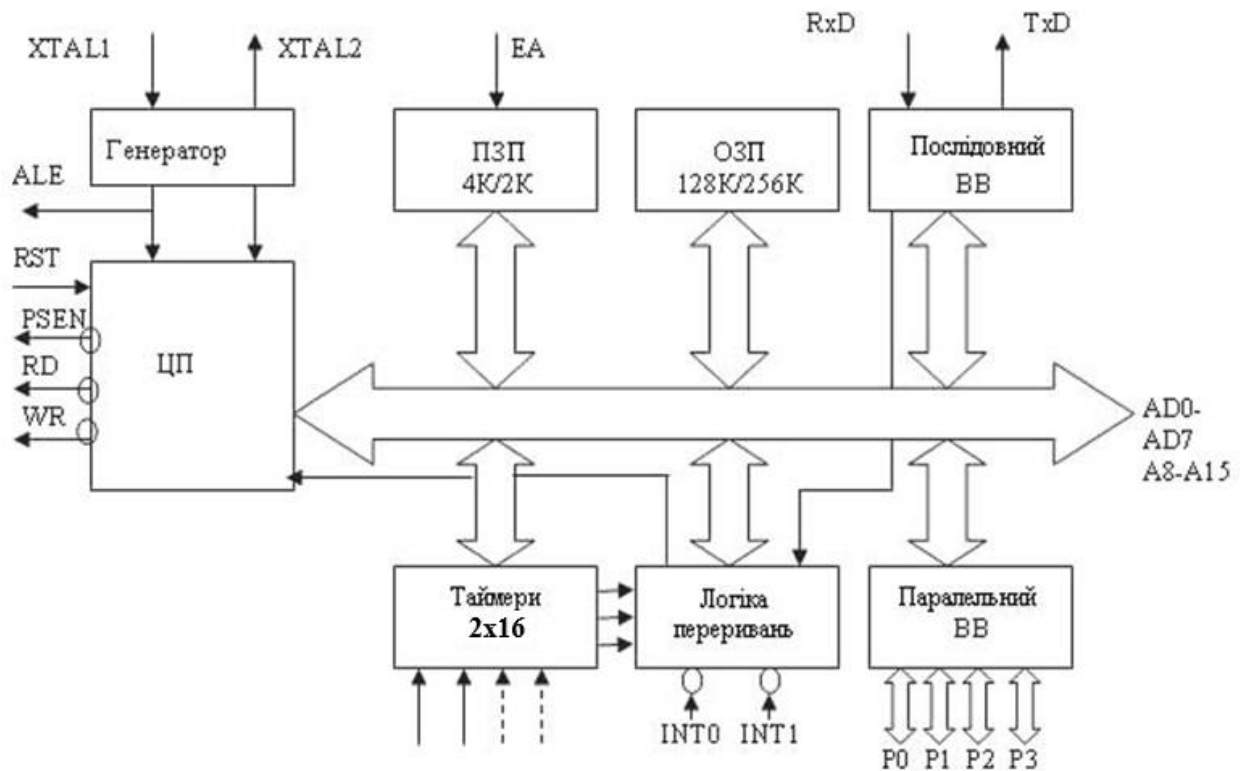 XTAL1
XTAL2
EA
RxD
TxD
Генератор
ПЗП
4К/2К
ОЗП
128К/256К
Послідовний
ВВ
ALE
RST
PSEN
RD
WR
ЦП
AD0-
AD7
A8-A15
Таймери
2x16
Логіка
переривань
Паралельний
ВВ
INT0
INT1
P0
P1
P2
P3